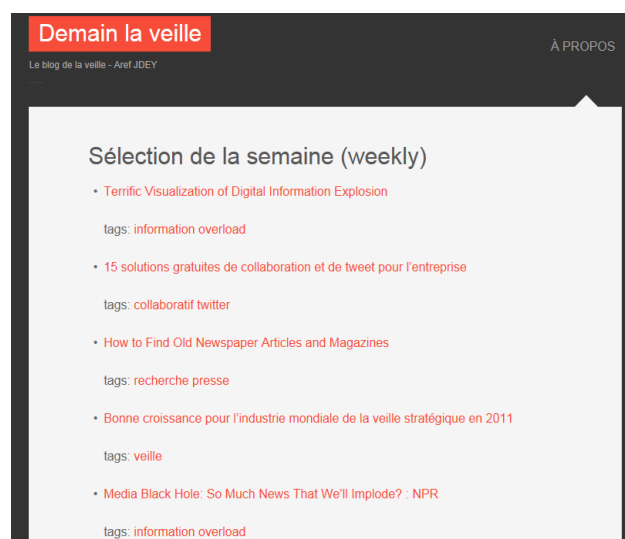 Demain la veille
Le blog de la veille - Aref JDEY
À PROPOS
Sélection de la semaine (weekly)
• Terrific Visualization of Digital Information Explosion
tags: information overload
• 15 solutions gratuites de collaboration et de tweet pour l'entreprise
tags: collaboratif twitter
• How to Find Old Newspaper Articles and Magazines
tags: recherche presse
• Bonne croissance pour l'industrie mondiale de la veille stratégique en 2011
tags: veille
• Media Black Hole: So Much News That We'll Implode? : NPR
tags: information overload